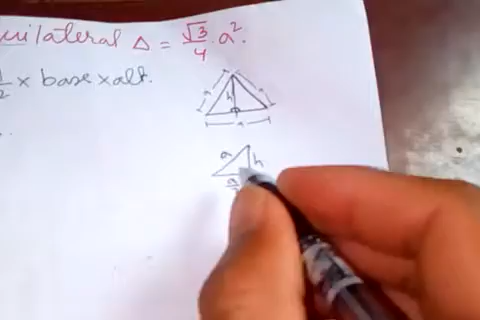 uilateral Δ = √3/4 . a².
1/2 × base × alt.
a a
h
a
a h
a